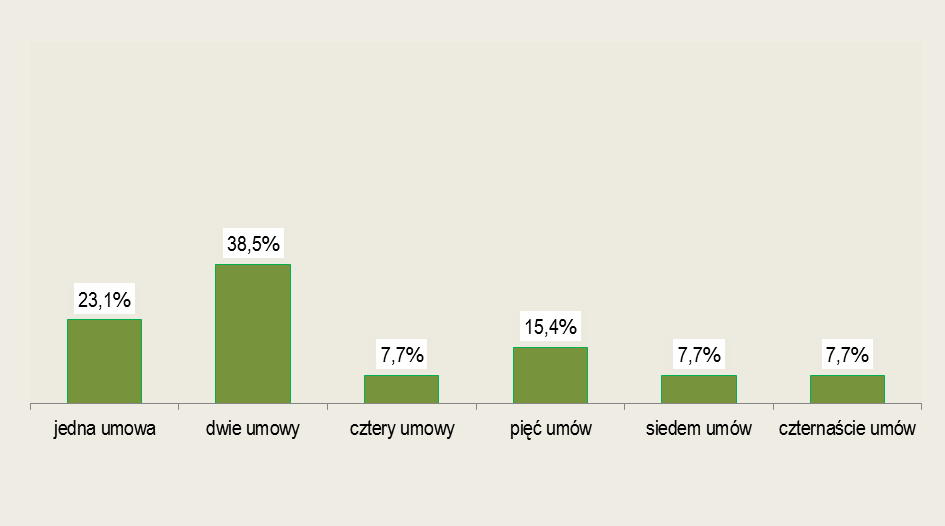 38,5%
23,1%
15,4%
7,7%
7,7%
7,7%
jedna umowa
dwie umowy
cztery umowy
pięć umów
siedem umów
czternaście umów